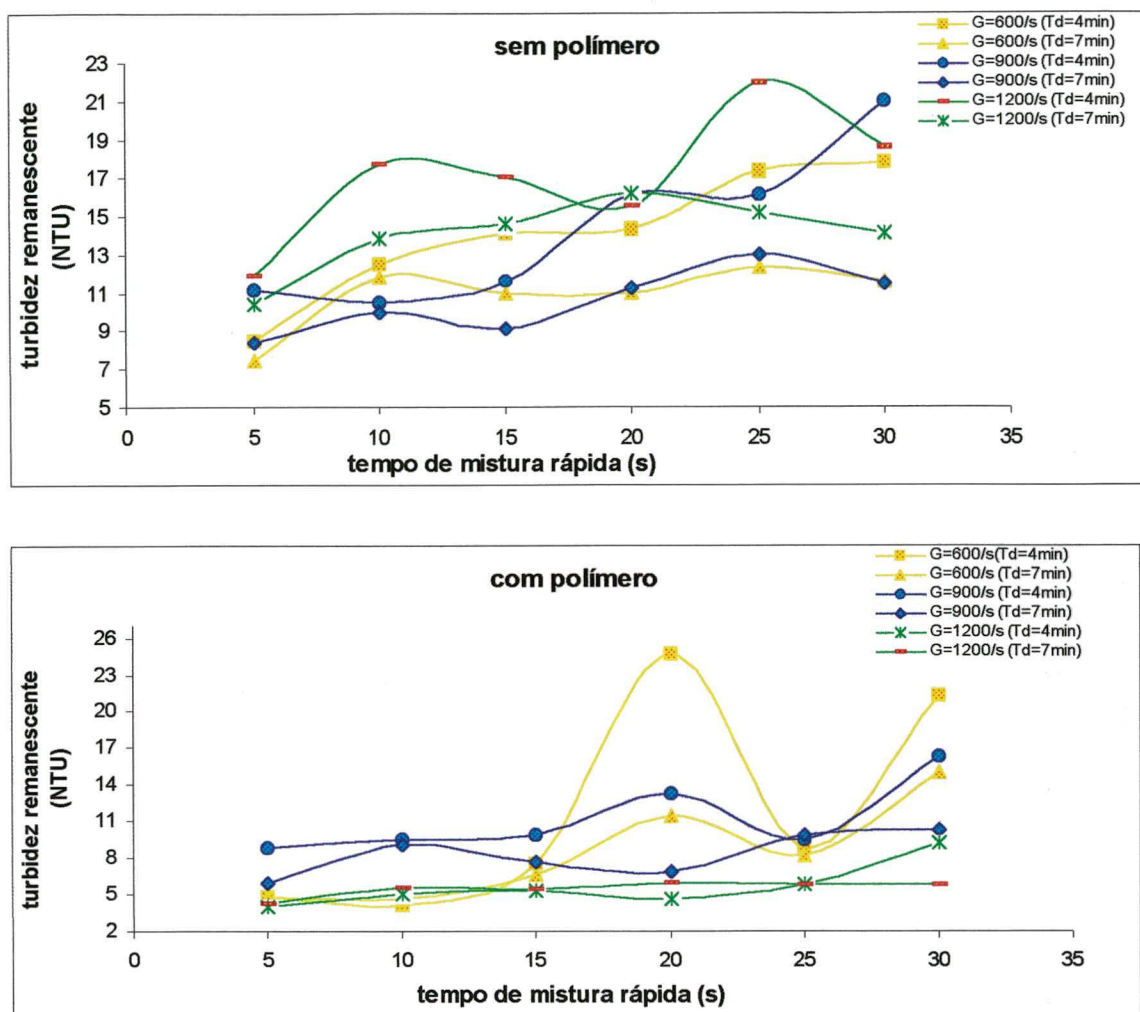 sem polímero
G=600/s (Td=4min)
G=600/s (Td=7min)
G=900/s (Td=4min)
G=900/s (Td=7min)
G=1200/s (Td=4min)
G=1200/s (Td=7min)
turbidez remanescente
(NTU)
23
21
19
17
15
13
11
9
7
5
0 5 10 15 20 25 30 35
tempo de mistura rápida (s)
com polímero
G=600/s(Td=4min)
G=600/s (Td=7min)
G=900/s (Td=4min)
G=900/s (Td=7min)
G=1200/s (Td=4min)
G=1200/s (Td=7min)
turbidez remanescente
(NTU)
26
23
20
17
14
11
8
5
2
0 5 10 15 20 25 30 35
tempo de mistura rápida (s)